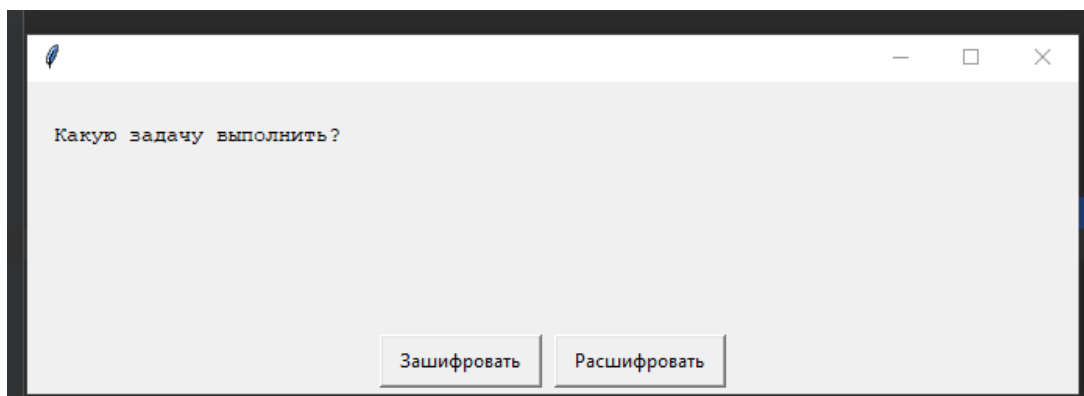 Какую задачу выполнить?
Зашифровать Расшифровать